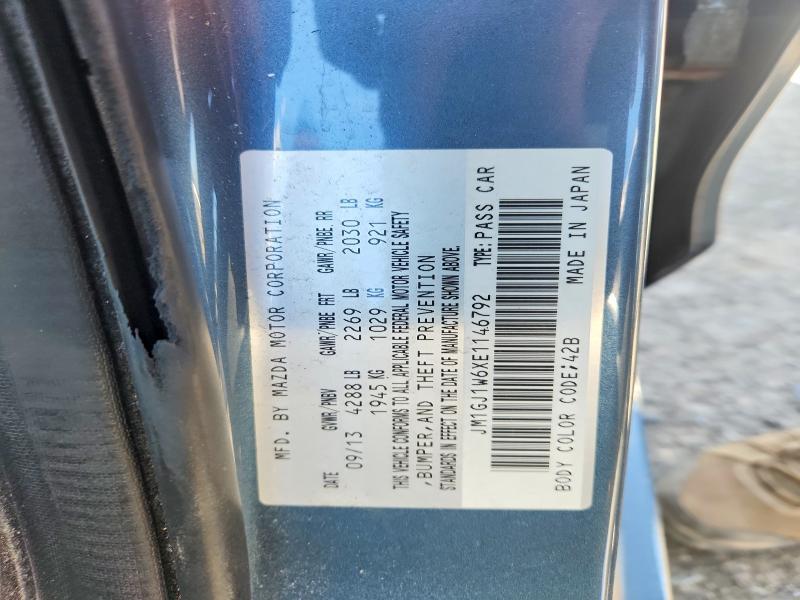 MFD. BY MAZDA MOTOR CORPORATION
DATE GVWR/PNBV GAWR/PNBE FRT GAWR/PNBE RR
09/13 4288 LB 2269 LB 2030 LB
1945 KG 1029 KG 921 KG
THIS VEHICLE CONFORMS TO ALL APPLICABLE FEDERAL MOTOR VEHICLE SAFETY
, BUMPER, AND THEFT PREVENTION
STANDARDS IN EFFECT ON THE DATE OF MANUFACTURE SHOWN ABOVE.
JM1GJ1W6XE1146792 TYPE: PASS CAR
BODY COLOR CODE;42B MADE IN JAPAN